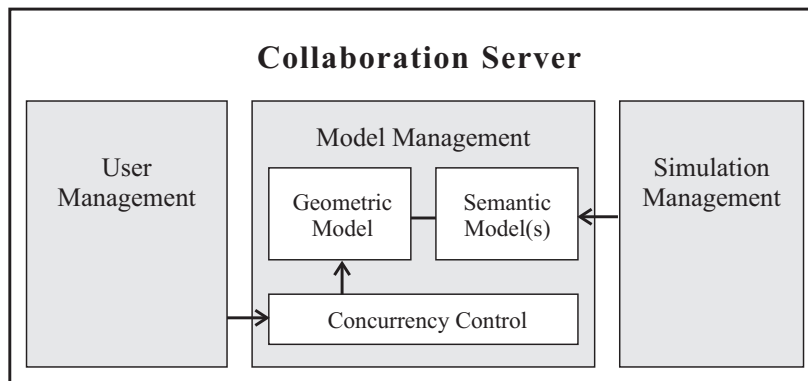 Collaboration Server
User
Management
Model Management
Geometric
Model
Semantic
Model(s)
Concurrency Control
Simulation
Management